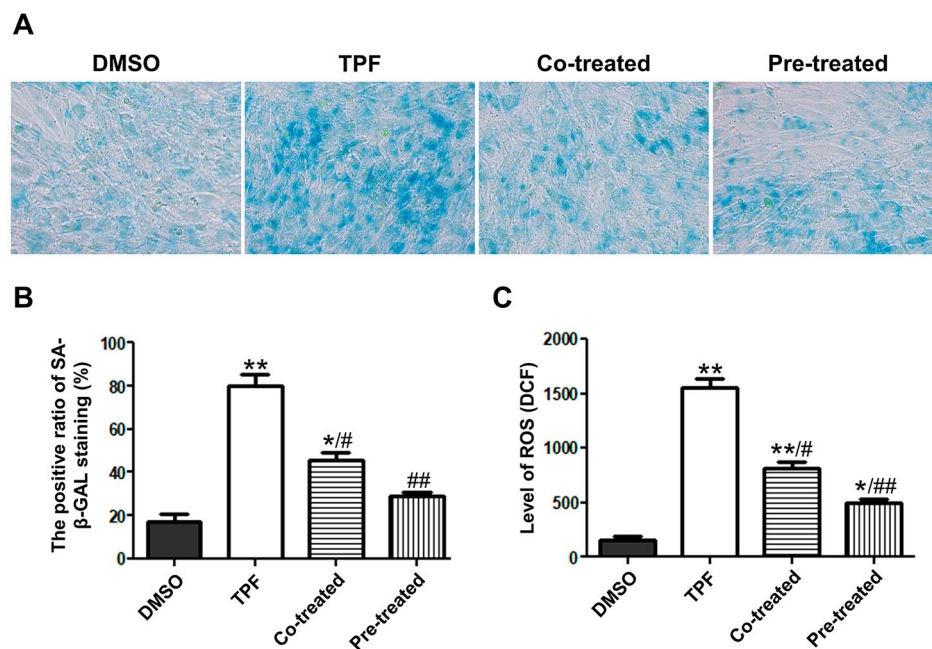 A
DMSO
TPF
Co-treated
Pre-treated
B
The positive ratio of SA-
β-GAL staining (%)
100
80
60
40
20
0
**
*/#
##
DMSO
TPF
Co-treated
Pre-treated
C
Level of ROS (DCF)
2000
1500
1000
500
0
**
**/#
*/##
DMSO
TPF
Co-treated
Pre-treated